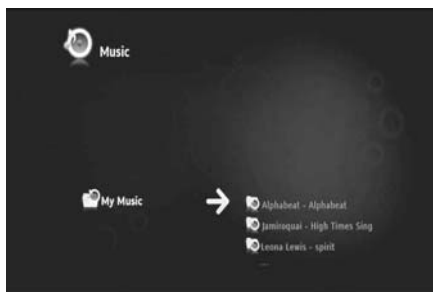 Music
My Music
Alphabeat - Alphabeat
Jamiroquai - High Times Sing
Leona Lewis - spirit